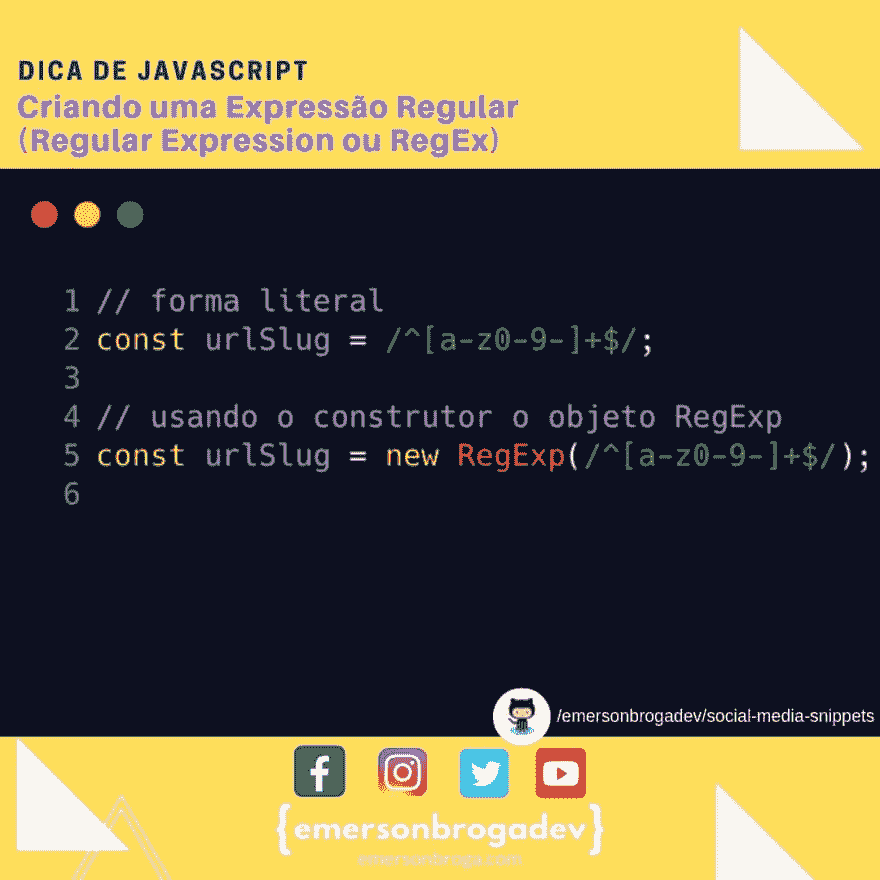 DICA DE JAVASCRIPT
Criando uma Expressão Regular
(Regular Expression ou RegEx)
1 // forma literal
2 const urlSlug = /^[a-z0-9-]+$/;
3
4 // usando o construtor o objeto RegExp
5 const urlSlug = new RegExp(/^[a-z0-9-]+$/);
6
/emersonbrogadev/social-media-snippets
{emersonbrogadev}